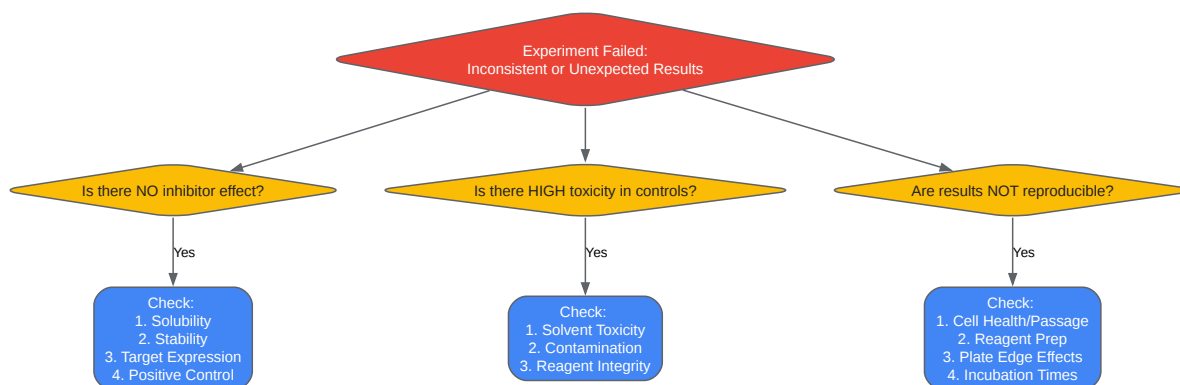 Experiment Failed:
Inconsistent or Unexpected Results
Is there NO inhibitor effect?
Is there HIGH toxicity in controls?
Are results NOT reproducible?
Yes
Yes
Yes
Check:
1. Solubility
2. Stability
3. Target Expression
4. Positive Control
Check:
1. Solvent Toxicity
2. Contamination
3. Reagent Integrity
Check:
1. Cell Health/Passage
2. Reagent Prep
3. Plate Edge Effects
4. Incubation Times